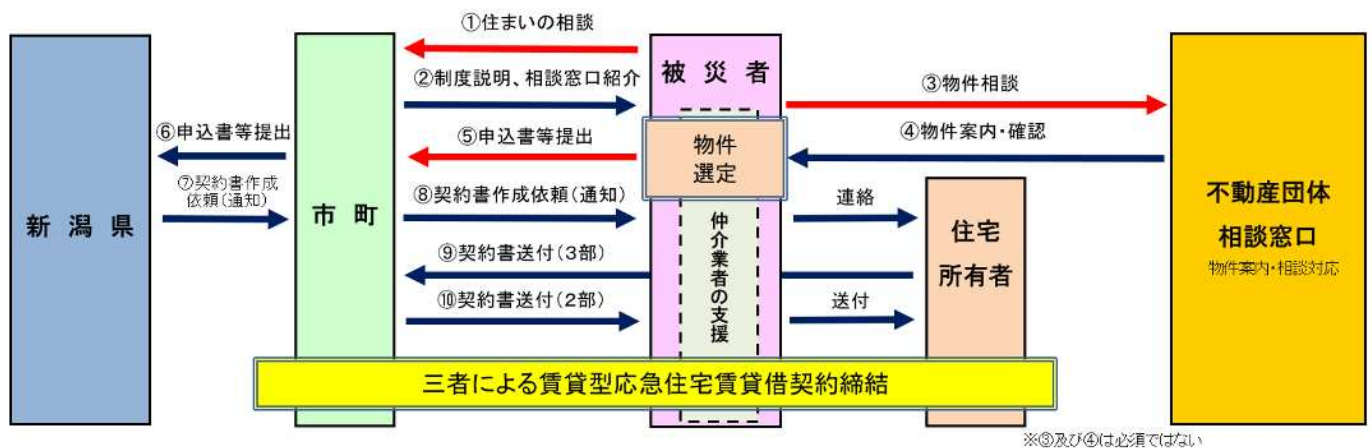 ①住まいの相談
②制度説明、相談窓口紹介
被災者
③物件相談
④物件案内・確認
⑥申込書等提出
⑤申込書等提出
物件
選定
⑦契約書作成
依頼(通知)
⑧契約書作成依頼(通知)
連絡
新潟県
市町
仲介業者の支援
住宅
所有者
不動産団体
相談窓口
物件案内・相談対応
⑨契約書送付(3部)
⑩契約書送付(2部)
送付
三者による賃貸型応急住宅賃貸借契約締結
※③及び④は必須ではない